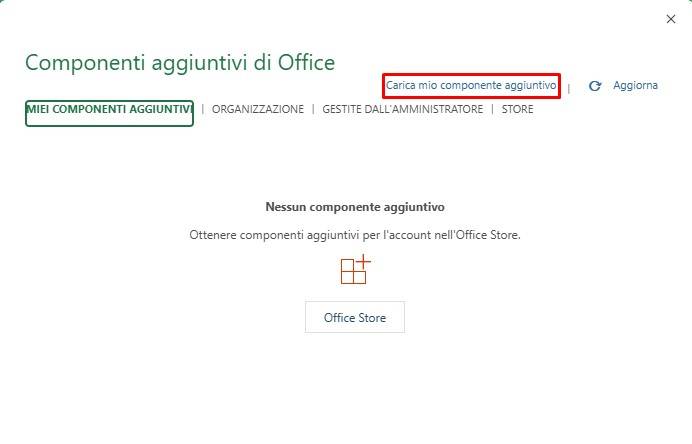 Componenti aggiuntivi di Office
Carica mio componente aggiuntivo | Aggiorna
MIEI COMPONENTI AGGIUNTIVI | ORGANIZZAZIONE | GESTITE DALL'AMMINISTRATORE | STORE
Nessun componente aggiuntivo
Ottenere componenti aggiuntivi per l'account nell'Office Store.
Office Store